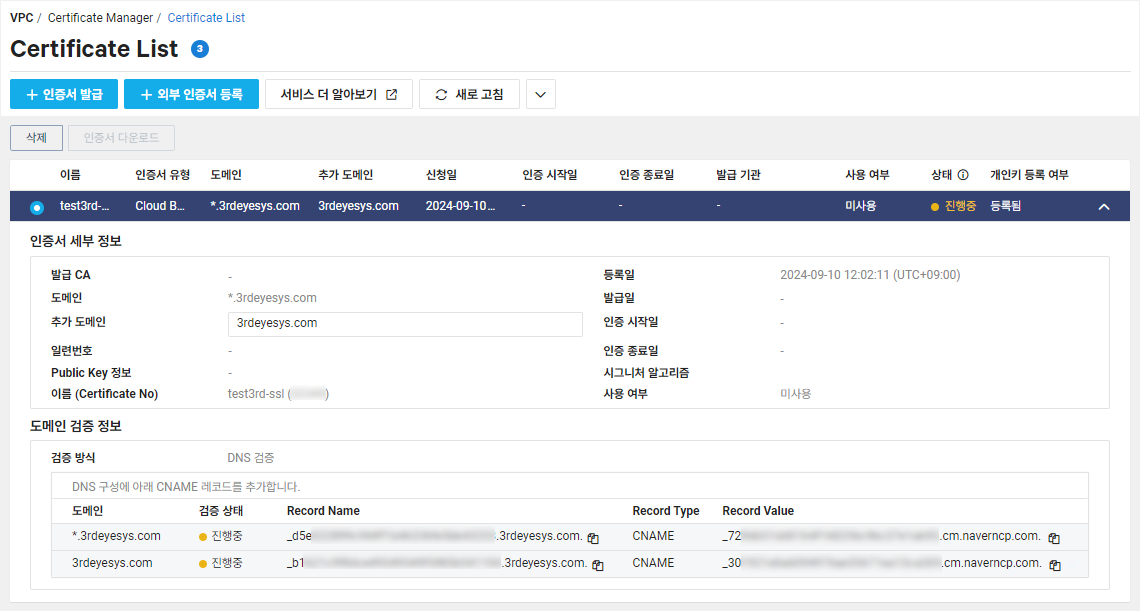 VPC / Certificate Manager / Certificate List
Certificate List 3
+ 인증서 발급 + 외부 인증서 등록 서비스 더 알아보기 새로 고침
삭제 인증서 다운로드
이름 인증서 유형 도메인 추가 도메인 신청일 인증 시작일 인증 종료일 발급 기관 사용 여부 상태 개인키 등록 여부
test3rd-... Cloud B... *.3rdeyesys.com 3rdeyesys.com 2024-09-10... - - - 미사용 진행중 등록됨
인증서 세부 정보
발급 CA - 등록일 2024-09-10 12:02:11 (UTC+09:00)
도메인 *.3rdeyesys.com 발급일 -
추가 도메인 3rdeyesys.com 인증 시작일 -
일련번호 - 인증 종료일 -
Public Key 정보 - 시그니처 알고리즘
이름 (Certificate No) test3rd-ssl ( ) 사용 여부 미사용
도메인 검증 정보
검증 방식 DNS 검증
DNS 구성에 아래 CNAME 레코드를 추가합니다.
도메인 검증 상태 Record Name Record Type Record Value
*.3rdeyesys.com 진행중 _d5e .3rdeyesys.com. CNAME _72 .cm.naverncp.com.
3rdeyesys.com 진행중 _b1 .3rdeyesys.com. CNAME _30 .cm.naverncp.com.